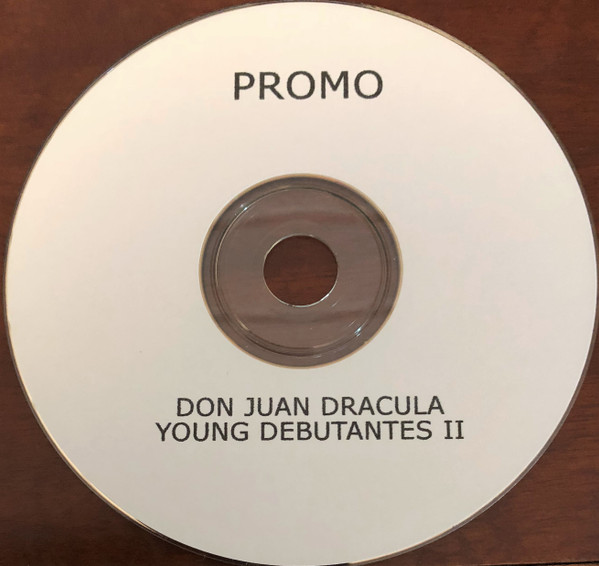 PROMO
DON JUAN DRACULA
YOUNG DEBUTANTES II